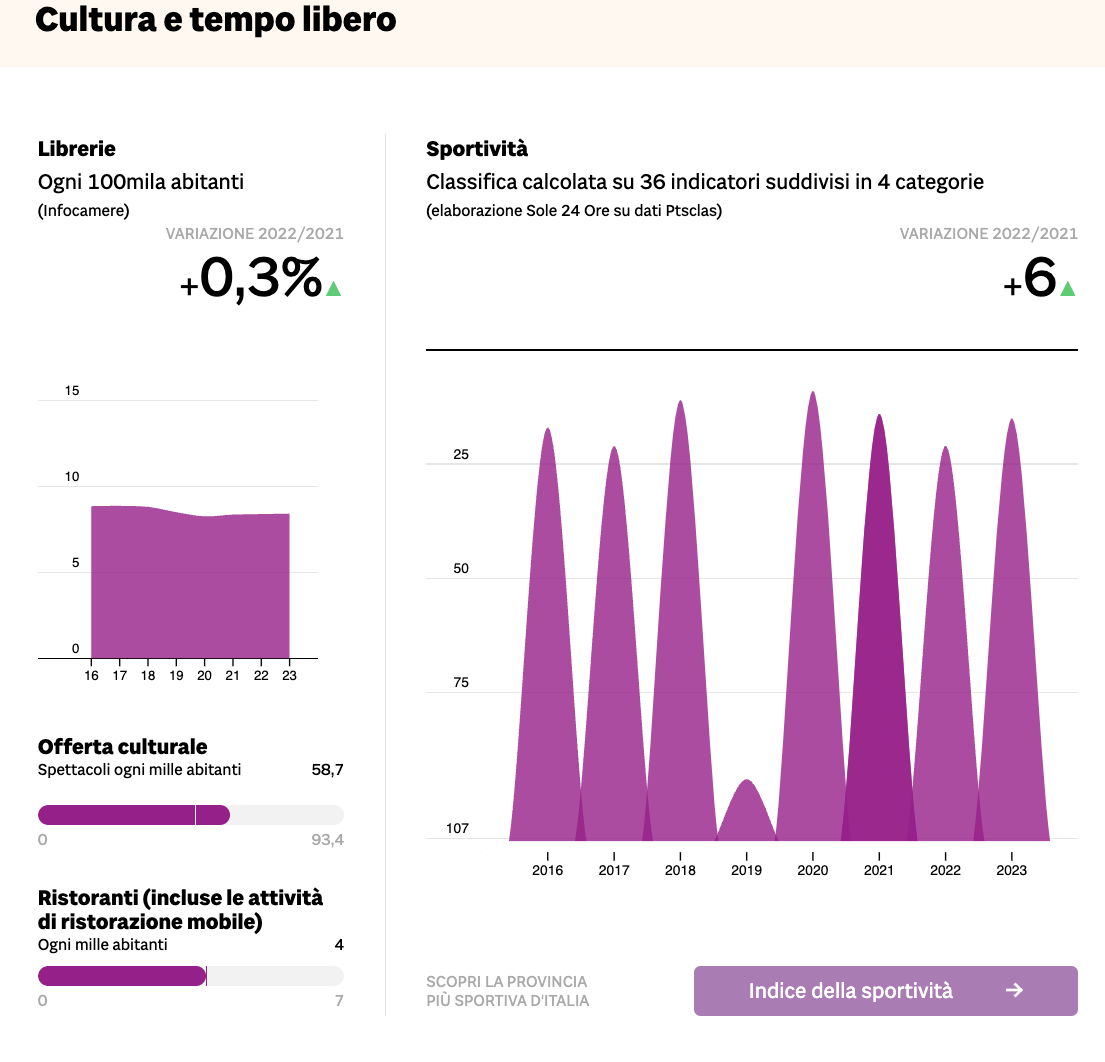 Cultura e tempo libero
Librerie
Ogni 100mila abitanti
(Infocamere)
VARIAZIONE 2022/2021
+0,3%▲
15
10
5
0
16 17 18 19 20 21 22 23
Offerta culturale
Spettacoli ogni mille abitanti 58,7
0 93,4
Ristoranti (incluse le attività
di ristorazione mobile)
Ogni mille abitanti 4
0 7
Sportività
Classifica calcolata su 36 indicatori suddivisi in 4 categorie
(elaborazione Sole 24 Ore su dati Ptsclas)
VARIAZIONE 2022/2021
+6▲
25
50
75
107
2016 2017 2018 2019 2020 2021 2022 2023
SCOPRI LA PROVINCIA
PIÙ SPORTIVA D'ITALIA
Indice della sportività →